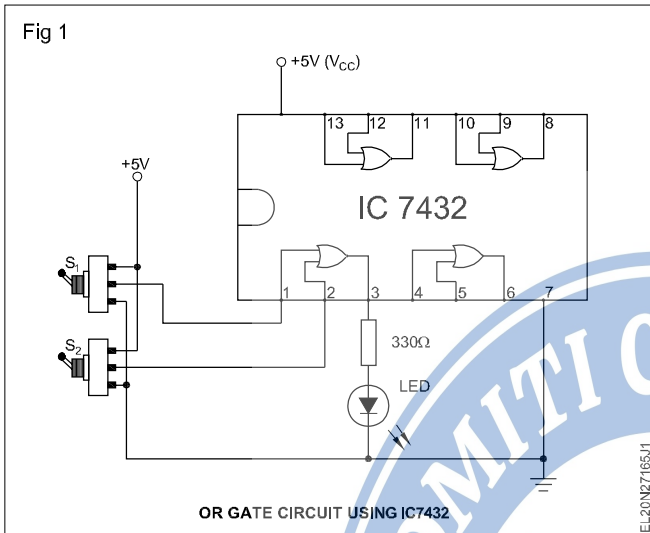 Fig 1
+5V (VCC)
13 12 11 10 9 8
+5V
IC 7432
S1
1 2 3 4 5 6 7
S2
330Ω
LED
OR GATE CIRCUIT USING IC7432
EL20N27165J1
OMITI O